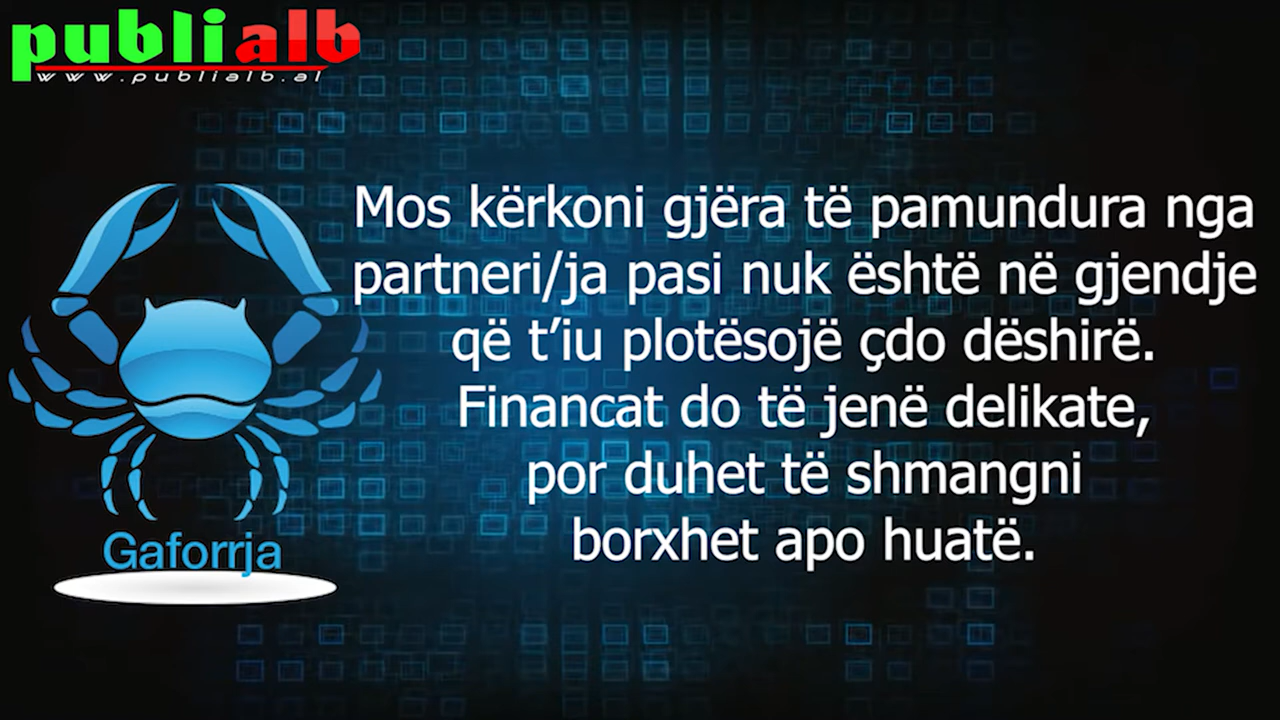 publialb
www.publialb.al
Mos kërkoni gjëra të pamundura nga
partneri/ja pasi nuk është në gjendje
që t’iu plotësojë çdo dëshirë.
Financat do të jenë delikate,
por duhet të shmangni
borxhet apo huatë.
Gaforrja